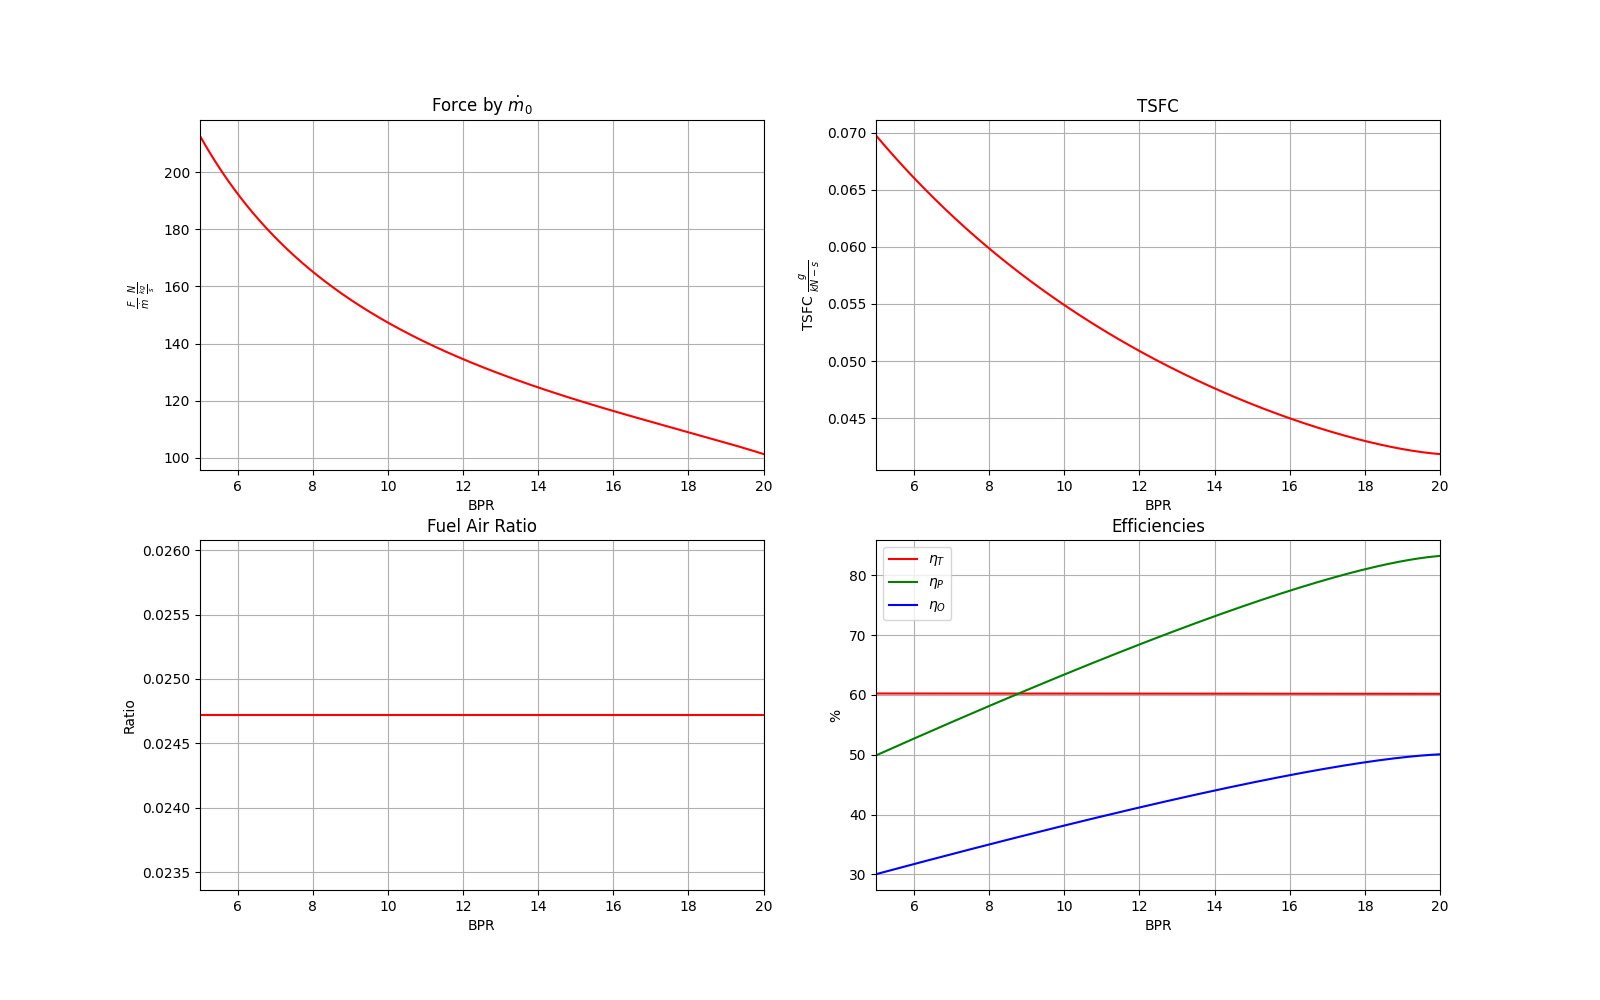 Force by ṁ₀
200
180
160
140
120
100
F/ṁ N/(kg/s)
6 8 10 12 14 16 18 20
BPR
TSFC
0.070
0.065
0.060
0.055
0.050
0.045
TSFC g/(kN − s)
6 8 10 12 14 16 18 20
BPR
Fuel Air Ratio
0.0260
0.0255
0.0250
0.0245
0.0240
0.0235
Ratio
6 8 10 12 14 16 18 20
BPR
Efficiencies
η_T
η_P
η_O
80
70
60
50
40
30
%
6 8 10 12 14 16 18 20
BPR